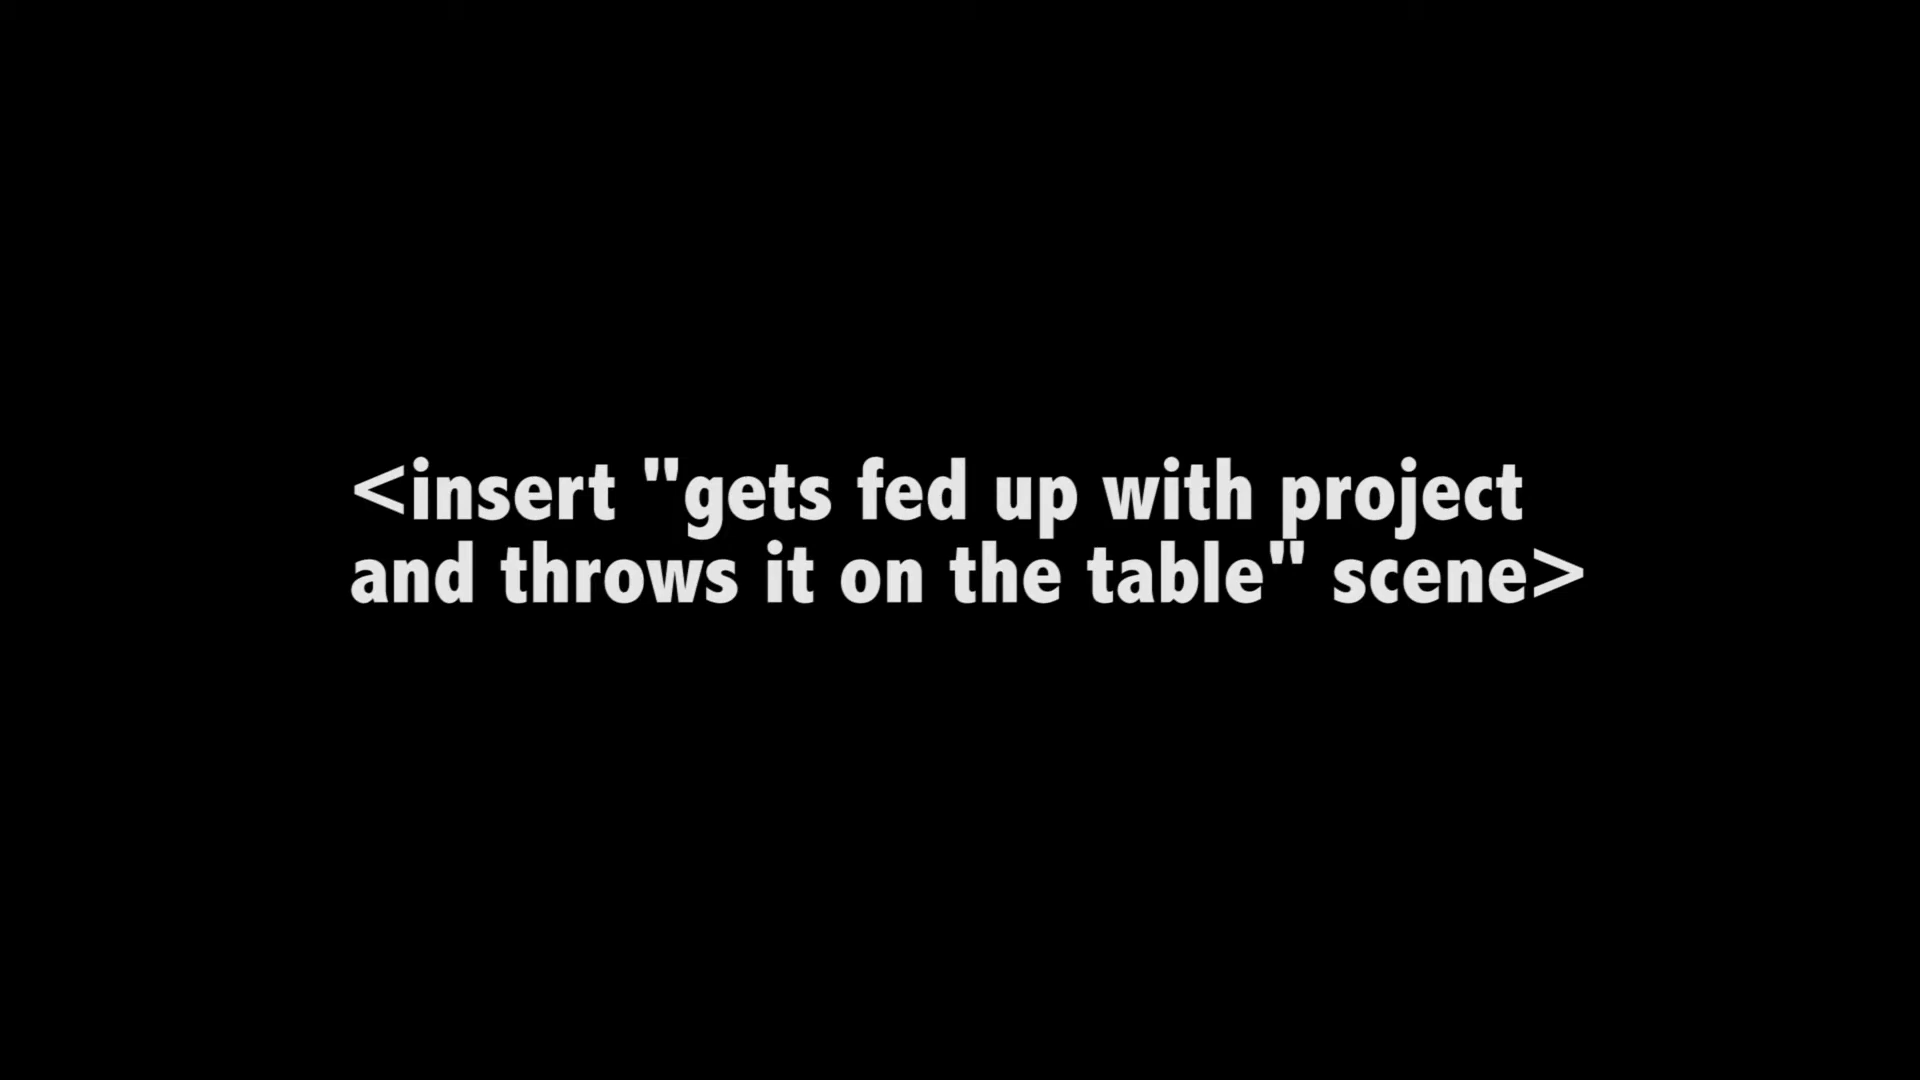 <insert "gets fed up with project
and throws it on the table" scene>